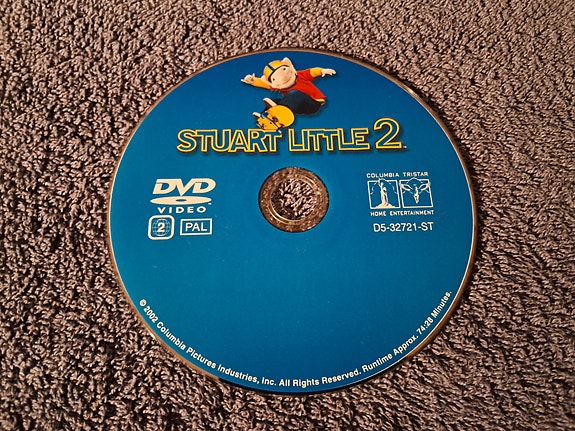 STUART LITTLE 2
DVD
VIDEO
2
PAL
COLUMBIA TRISTAR
HOME ENTERTAINMENT
D5-32721-ST
© 2002 Columbia Pictures Industries, Inc. All Rights Reserved. Runtime Approx. 74:28 Minutes.